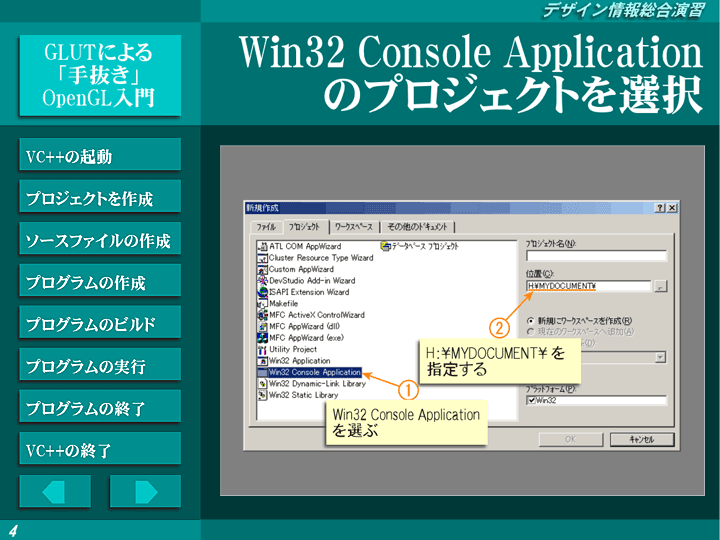 デザイン情報総合演習
GLUTによる
「手抜き」
OpenGL入門
Win32 Console Application
のプロジェクトを選択
VC++の起動
プロジェクトを作成
ソースファイルの作成
プログラムの作成
プログラムのビルド
プログラムの実行
プログラムの終了
VC++の終了
新規作成
ファイル プロジェクト ワークスペース その他のドキュメント
ATL COM AppWizard
Cluster Resource Type Wizard
Custom AppWizard
DevStudio Add-in Wizard
ISAPI Extension Wizard
Makefile
MFC ActiveX ControlWizard
MFC AppWizard (dll)
MFC AppWizard (exe)
Utility Project
Win32 Application
Win32 Console Application
Win32 Dynamic-Link Library
Win32 Static Library
データベース プロジェクト
プロジェクト名(N):
位置(C):
H:¥MYDOCUMENT¥
...
新規にワークスペースを作成(R)
現在のワークスペースへ追加(A)
(D):
プラットフォーム(P):
Win32
OK キャンセル
①
Win32 Console Application
を選ぶ
②
H:¥MYDOCUMENT¥ を
指定する
4